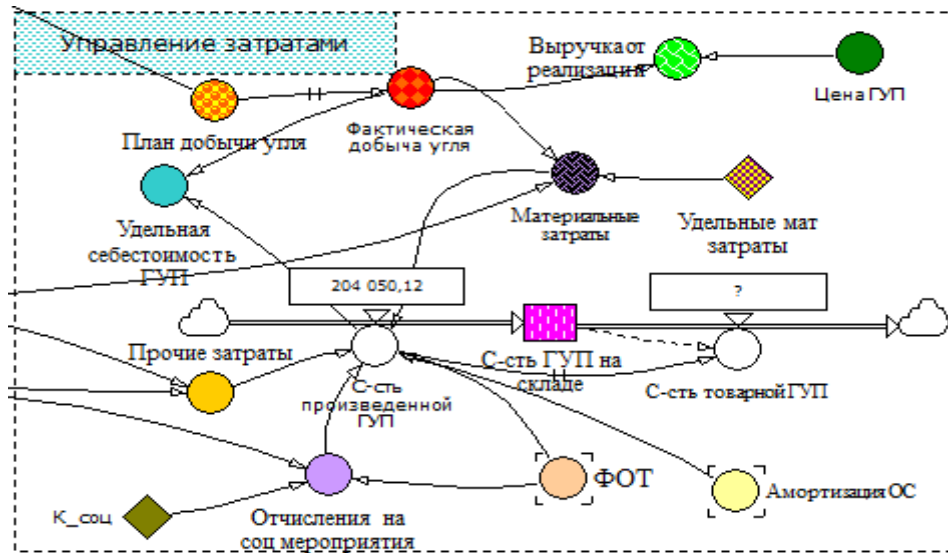 Управление затратами
Выручка от
реализации
Цена ГУП
План добычи угля
Фактическая
добыча угля
Удельная
себестоимость
ГУП
Материальные
затраты
Удельные мат
затраты
204 050,12
?
Прочие затраты
С-сть
произведенной
ГУП
С-сть ГУП на
складе
С-сть товарной ГУП
К_соц
Отчисления на
соц мероприятия
ФОТ
Амортизация ОС